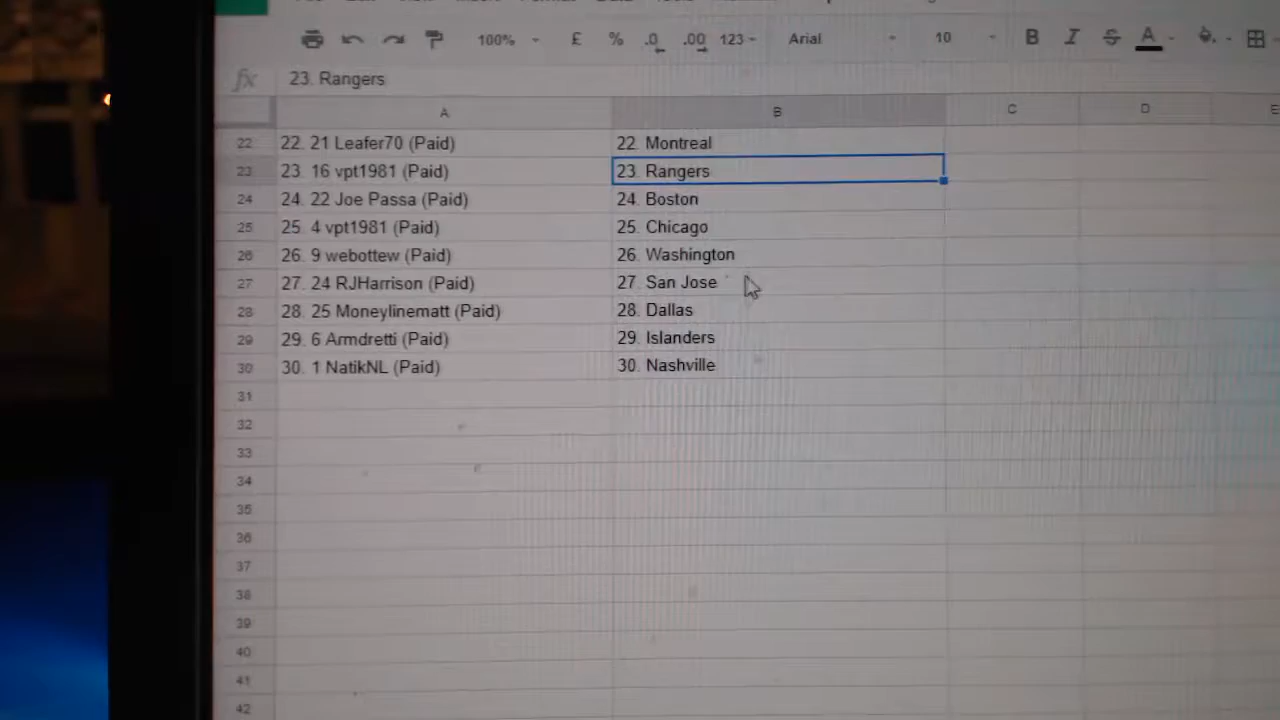 100% £ % .0 .00 123 Arial 10 B I S A
fx 23. Rangers
A B C D E
22 22. 21 Leafer70 (Paid) 22. Montreal
23 23. 16 vpt1981 (Paid) 23. Rangers
24 24. 22 Joe Passa (Paid) 24. Boston
25 25. 4 vpt1981 (Paid) 25. Chicago
26 26. 9 webottew (Paid) 26. Washington
27 27. 24 RJHarrison (Paid) 27. San Jose
28 28. 25 Moneylinematt (Paid) 28. Dallas
29 29. 6 Armdretti (Paid) 29. Islanders
30 30. 1 NatikNL (Paid) 30. Nashville
31
32
33
34
35
36
37
38
39
40
41
42